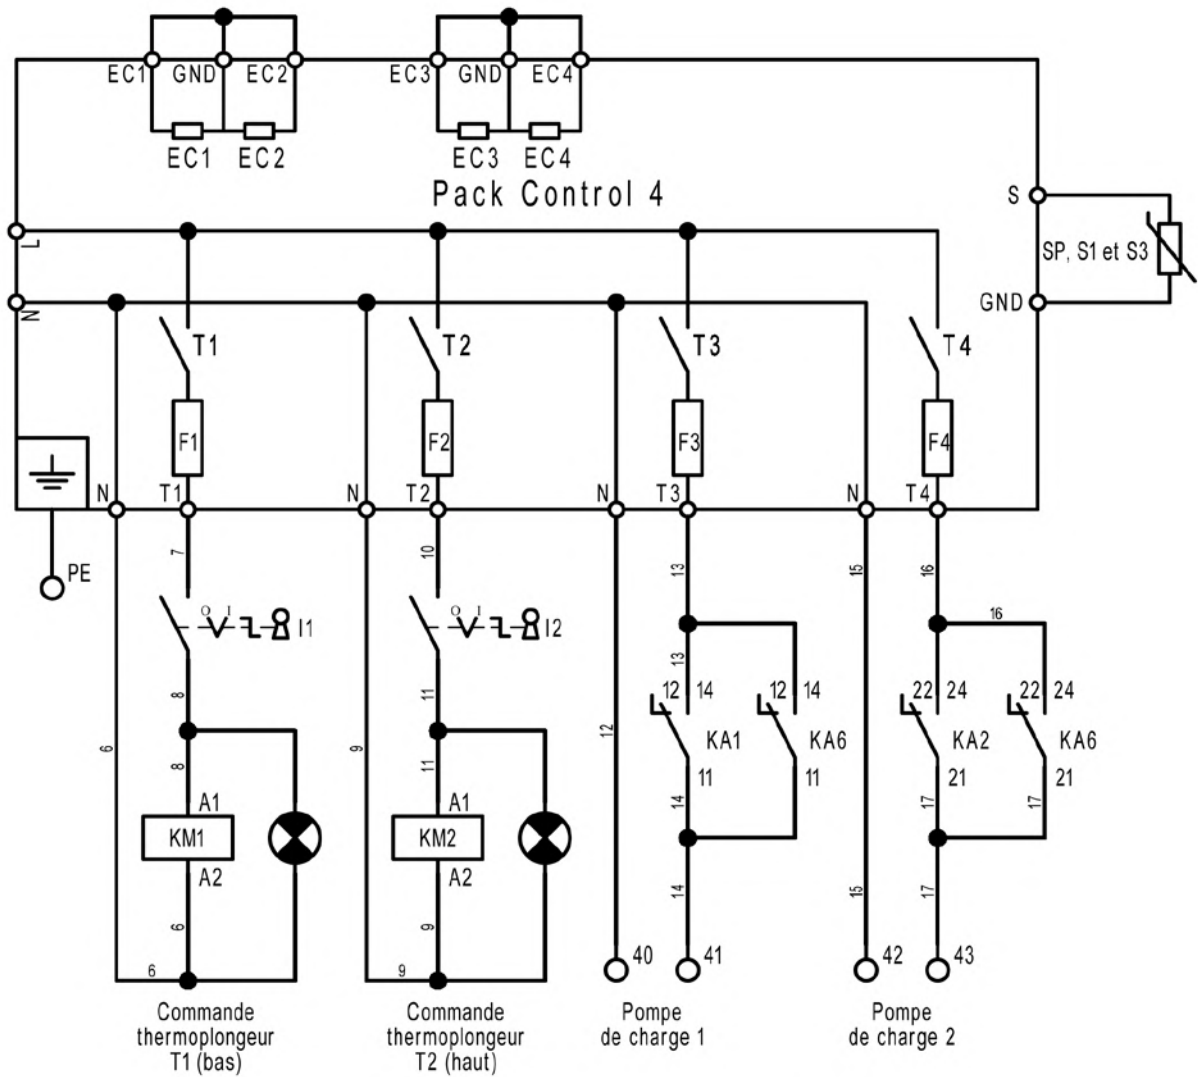 EC1 GND EC2 EC3 GND EC4
EC1 EC2 EC3 EC4
Pack Control 4
S
L
SP, S1 et S3
GND
N
T1 T2 T3 T4
F1 F2 F3 F4
N T1 N T2 N T3 N T4
PE
7 10 13 15 16
16
O I I1 O I I2
13
8 11 12 14 12 14 22 24 22 24
6 9 12 KA1 KA6 KA2 KA6
8 11 11 11 21 21
A1 A1 14 17 17
KM1 KM2
A2 A2
14 15 17
6 9
6 9 40 41 42 43
Commande
thermoplongeur
T1 (bas)
Commande
thermoplongeur
T2 (haut)
Pompe
de charge 1
Pompe
de charge 2